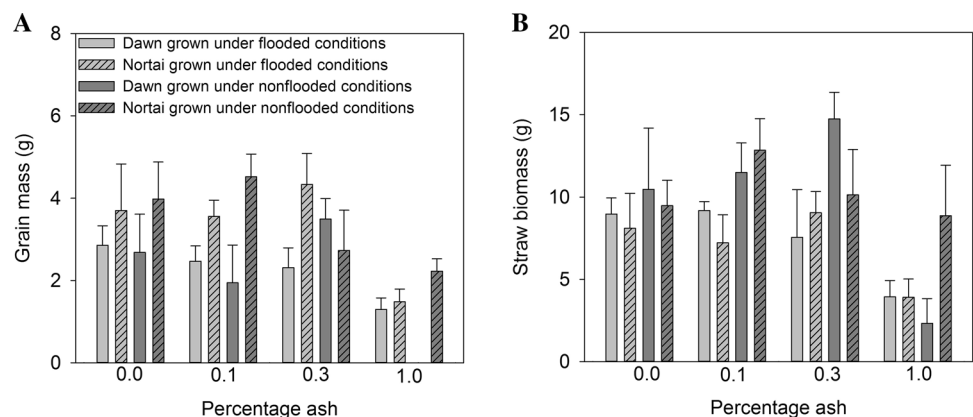 A
8
6
4
2
0
Grain mass (g)
Dawn grown under flooded conditions
Nortai grown under flooded conditions
Dawn grown under nonflooded conditions
Nortai grown under nonflooded conditions
0.0 0.1 0.3 1.0
Percentage ash
B
20
15
10
5
0
Straw biomass (g)
0.0 0.1 0.3 1.0
Percentage ash